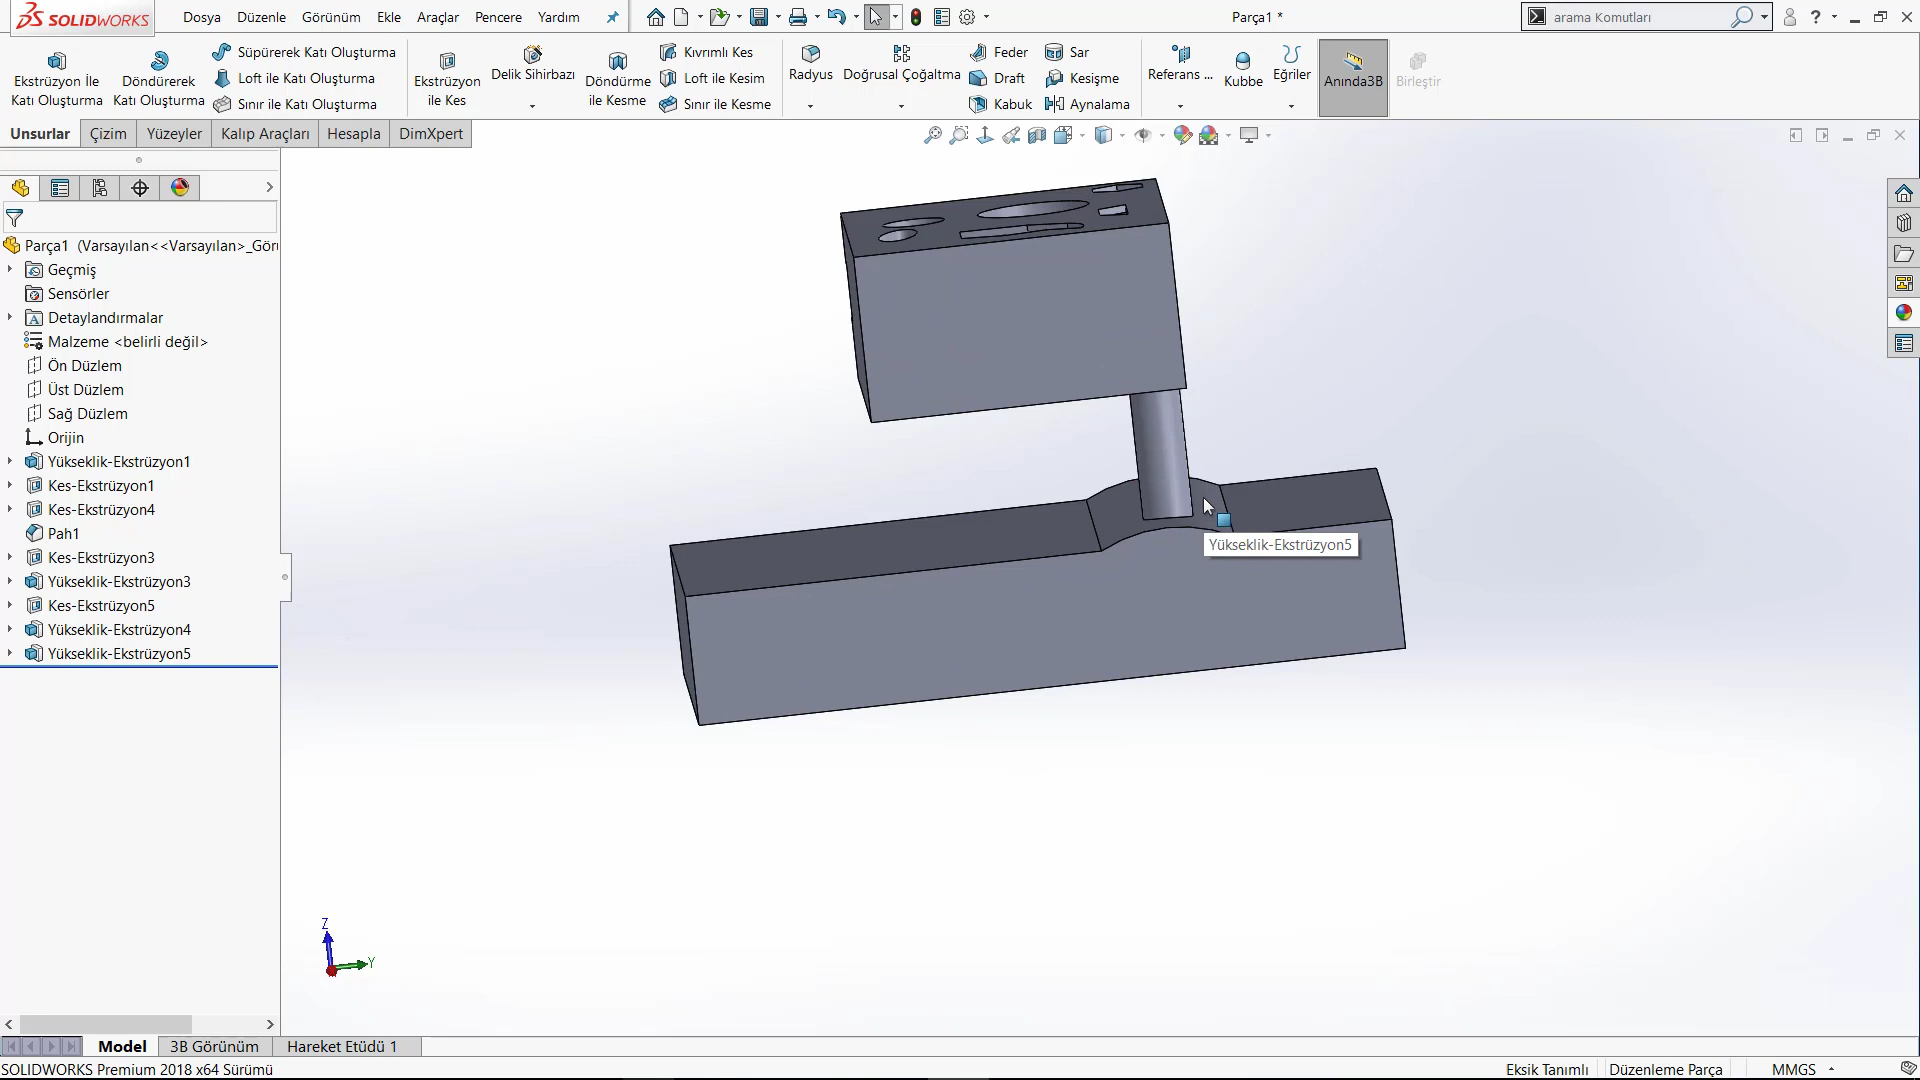 SOLIDWORKS
Dosya Düzenle Görünüm Ekle Araçlar Pencere Yardım
Parça1 *
arama Komutları
?
Ekstrüzyon İle Katı Oluşturma
Döndürerek Katı Oluşturma
Süpürerek Katı Oluşturma
Loft ile Katı Oluşturma
Sınır ile Katı Oluşturma
Ekstrüzyon ile Kes
Delik Sihirbazı
Döndürme ile Kesme
Kıvrımlı Kes
Loft ile Kesim
Sınır ile Kesme
Radyus
Doğrusal Çoğaltma
Feder
Draft
Kabuk
Sar
Kesişme
Aynalama
Referans ...
Kubbe
Eğriler
Anında3B
Birleştir
Unsurlar Çizim Yüzeyler Kalıp Araçları Hesapla DimXpert
Parça1 (Varsayılan<<Varsayılan>_Görü
Geçmiş
Sensörler
Detaylandırmalar
Malzeme <belirli değil>
Ön Düzlem
Üst Düzlem
Sağ Düzlem
Orijin
Yükseklik-Ekstrüzyon1
Kes-Ekstrüzyon1
Kes-Ekstrüzyon4
Pah1
Kes-Ekstrüzyon3
Yükseklik-Ekstrüzyon3
Kes-Ekstrüzyon5
Yükseklik-Ekstrüzyon4
Yükseklik-Ekstrüzyon5
Yükseklik-Ekstrüzyon5
Z
Y
Model 3B Görünüm Hareket Etüdü 1
SOLIDWORKS Premium 2018 x64 Sürümü
Eksik Tanımlı Düzenleme Parça MMGS